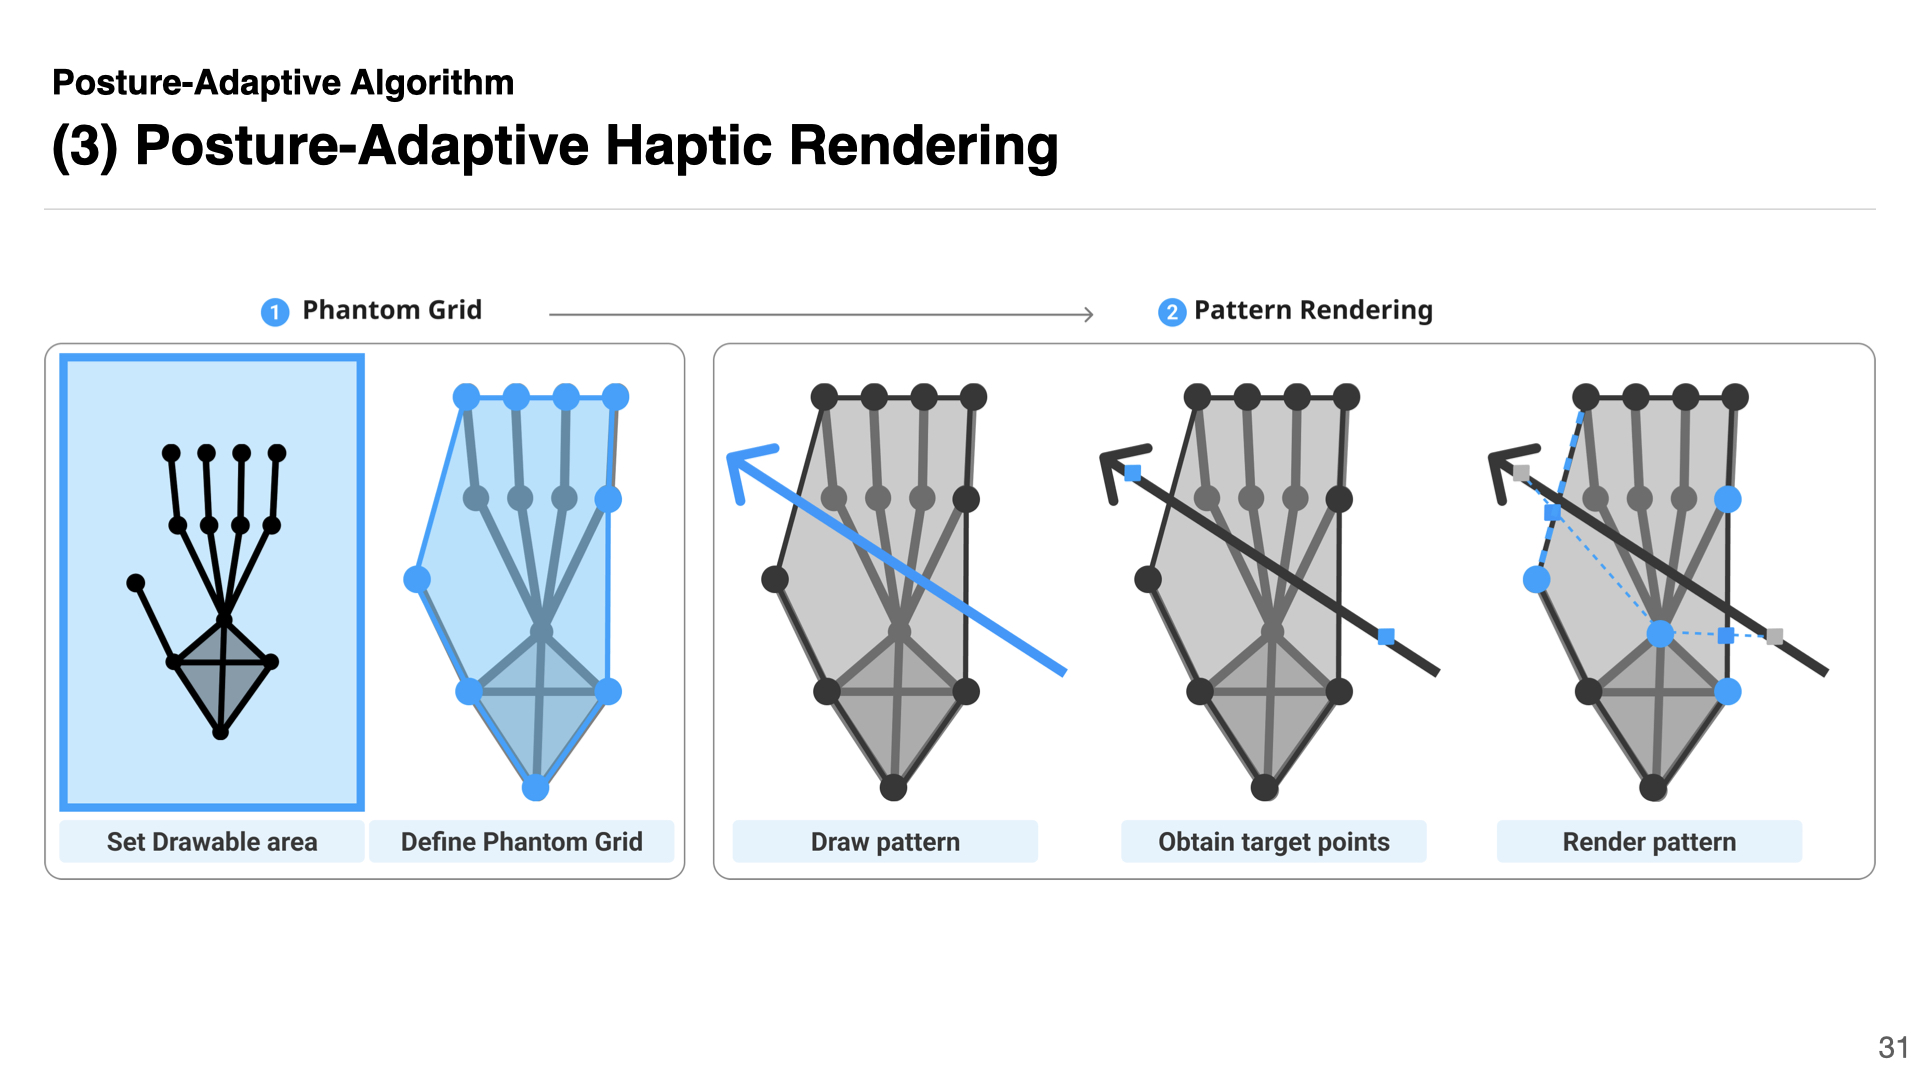 Posture-Adaptive Algorithm
(3) Posture-Adaptive Haptic Rendering
1 Phantom Grid
2 Pattern Rendering
Set Drawable area
Define Phantom Grid
Draw pattern
Obtain target points
Render pattern
31